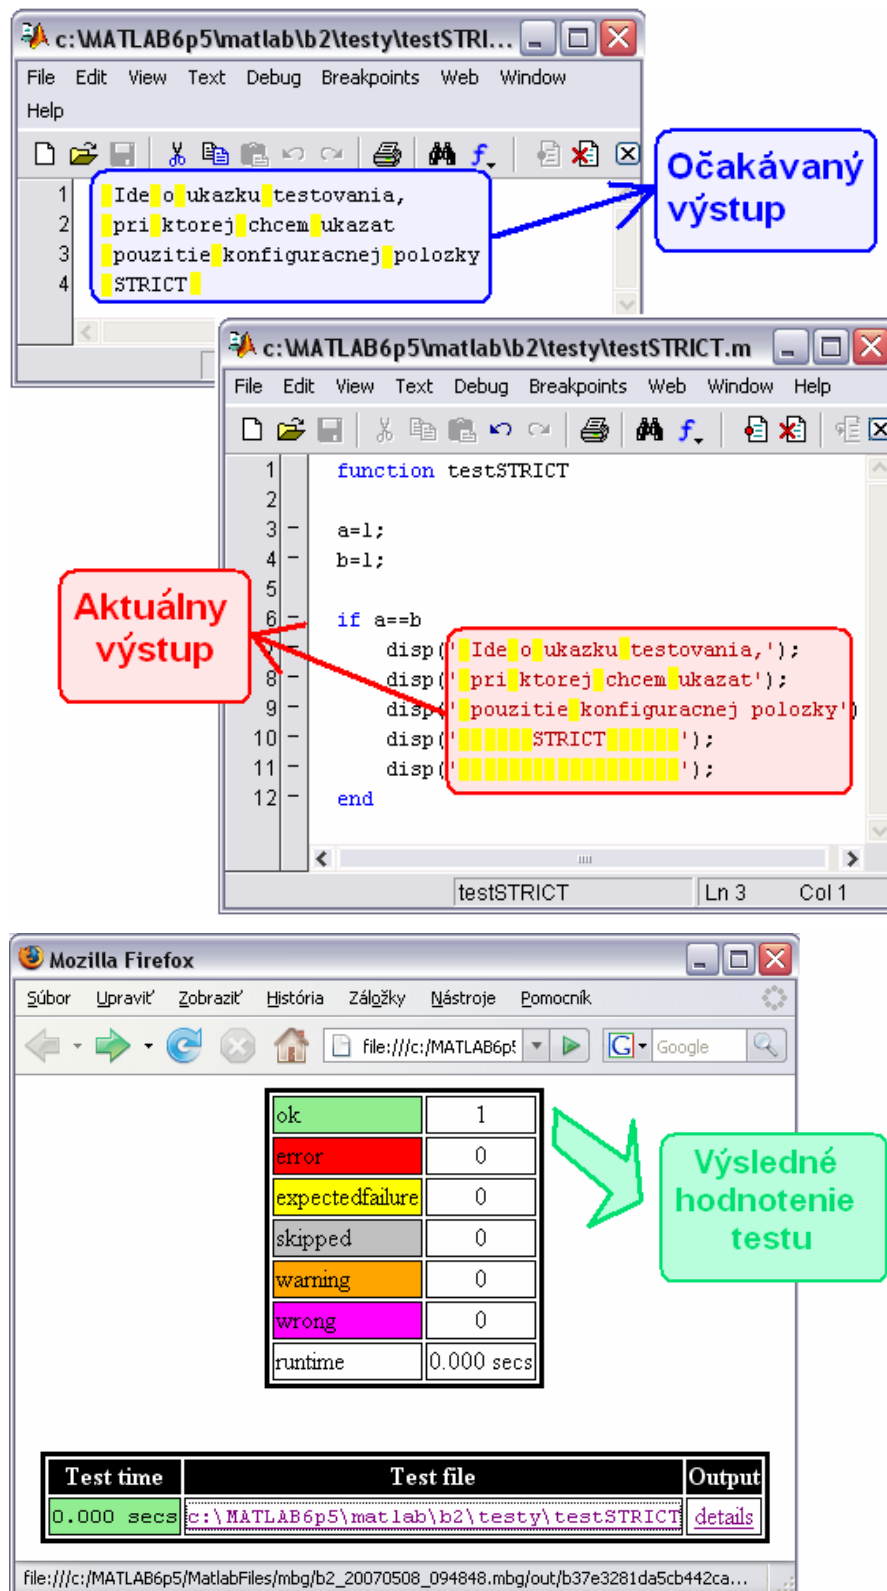 c:\MATLAB6p5\matlab\b2\testy\testSTRI...
File Edit View Text Debug Breakpoints Web Window
Help
1 Ide o ukazku testovania,
2 pri ktorej chcem ukazat
3 pouzitie konfiguracnej polozky
4 STRICT
Očakávaný
výstup
c:\MATLAB6p5\matlab\b2\testy\testSTRICT.m
File Edit View Text Debug Breakpoints Web Window Help
1 function testSTRICT
2
3 a=1;
4 b=1;
5
6 if a==b
7 disp(' Ide o ukazku testovania,');
8 disp(' pri ktorej chcem ukazat');
9 disp(' pouzitie konfiguracnej polozky')
10 disp('      STRICT      ');
11 disp('                  ');
12 end
Aktuálny
výstup
testSTRICT Ln 3 Col 1
Mozilla Firefox
Súbor Upraviť Zobraziť História Záložky Nástroje Pomocník
file:///c:/MATLAB6p5 G Google
ok 1
error 0
expectedfailure 0
skipped 0
warning 0
wrong 0
runtime 0.000 secs
Výsledné
hodnotenie
testu
Test time Test file Output
0.000 secs c:\MATLAB6p5\matlab\b2\testy\testSTRICT details
file:///c:/MATLAB6p5/MatlabFiles/mbg/b2_20070508_094848.mbg/out/b37e3281da5cb442ca...